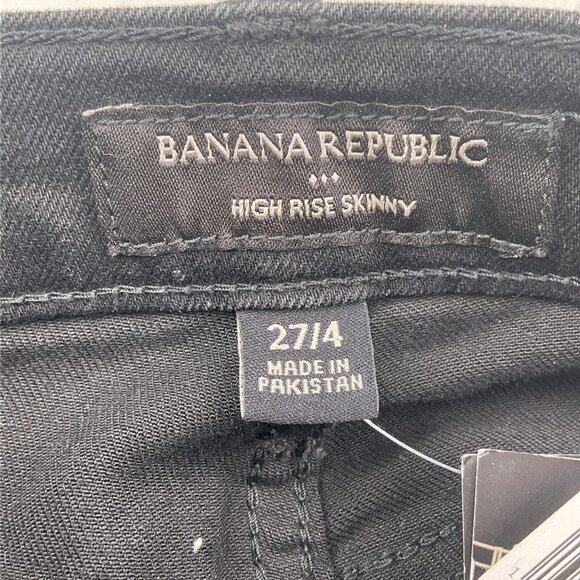 BANANA REPUBLIC
HIGH RISE SKINNY
27/4
MADE IN
PAKISTAN